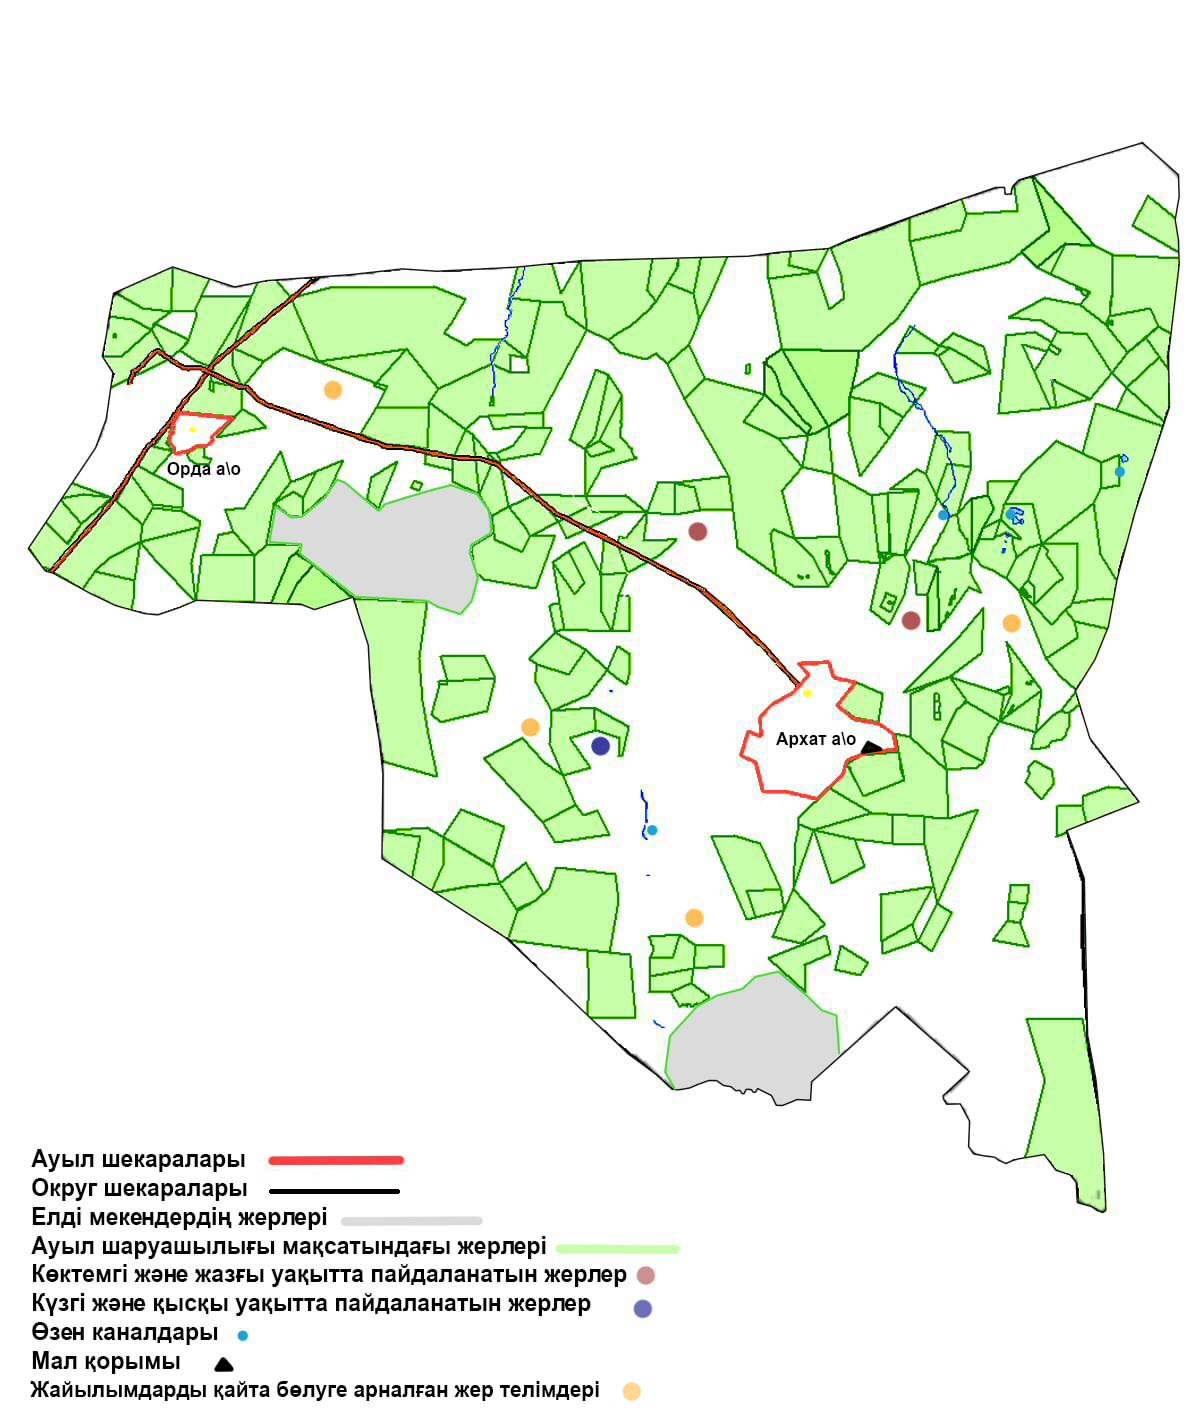 Орда а\о
Архат а\о
Ауыл шекаралары
Округ шекаралары
Елді мекендердің жерлері
Ауыл шаруашылығы мақсатындағы жерлері
Көктемгі және жазғы уақытта пайдаланатын жерлер
Күзгі және қысқы уақытта пайдаланатын жерлер
Өзен каналдары
Мал қорымы
Жайылымдарды қайта бөлуге арналған жер телімдері